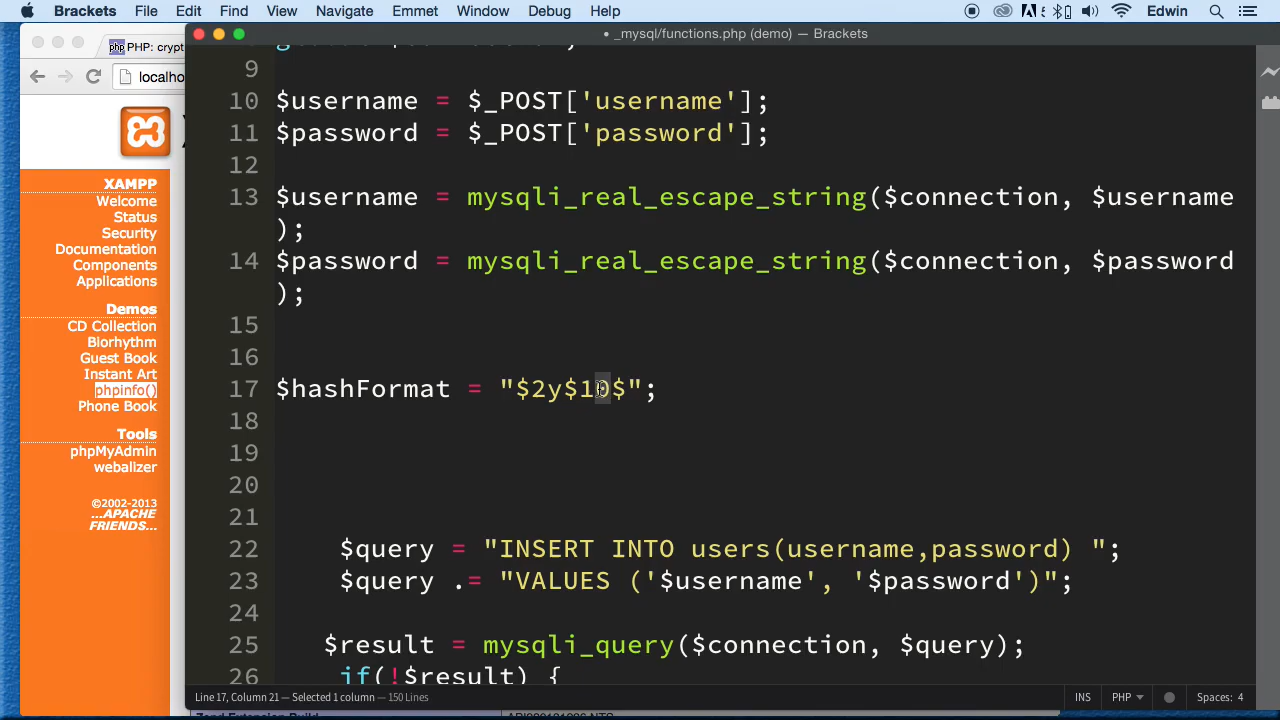 Brackets File Edit Find View Navigate Emmet Window Debug Help Edwin
_mysql/functions.php (demo) — Brackets
php PHP: crypt
localho
XAMPP
Welcome
Status
Security
Documentation
Components
Applications
Demos
CD Collection
Biorhythm
Guest Book
Instant Art
phpinfo()
Phone Book
Tools
phpMyAdmin
webalizer
©2002-2013
...APACHE
FRIENDS...
9
10 $username = $_POST['username'];
11 $password = $_POST['password'];
12
13 $username = mysqli_real_escape_string($connection, $username
);
14 $password = mysqli_real_escape_string($connection, $password
);
15
16
17 $hashFormat = "$2y$10$";
18
19
20
21
22 $query = "INSERT INTO users(username,password) ";
23 $query .= "VALUES ('$username', '$password')";
24
25 $result = mysqli_query($connection, $query);
26 if(!$result) {
Line 17, Column 21 — Selected 1 column — 150 Lines INS PHP Spaces: 4